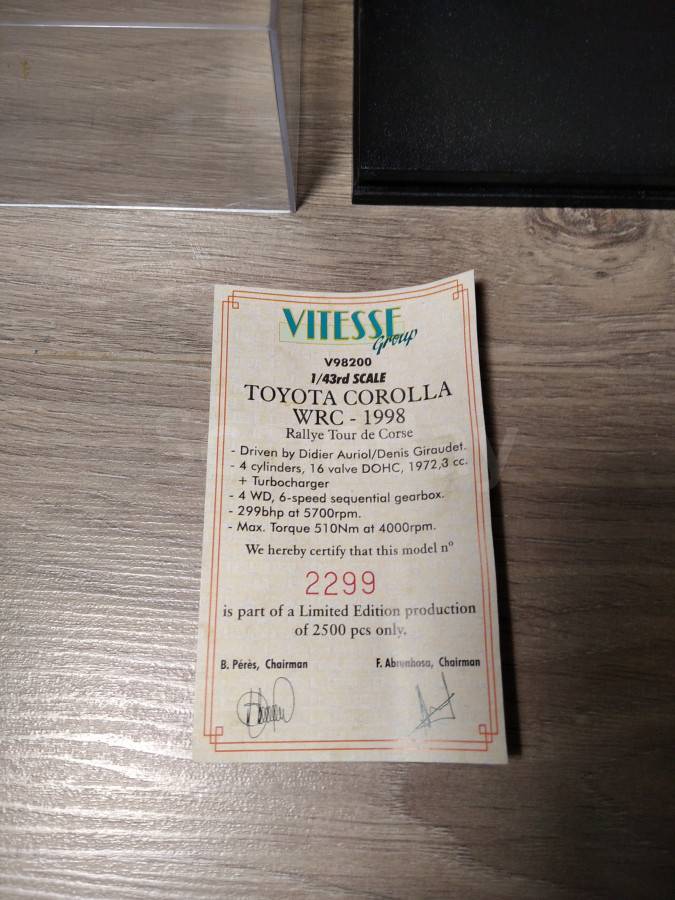 VITESSE
Group
V98200
1/43rd SCALE
TOYOTA COROLLA
WRC - 1998
Rallye Tour de Corse
- Driven by Didier Auriol/Denis Giraudet.
- 4 cylinders, 16 valve DOHC, 1972,3 cc.
+ Turbocharger
- 4 WD, 6-speed sequential gearbox.
- 299bhp at 5700rpm.
- Max. Torque 510Nm at 4000rpm.
We hereby certify that this model nº
2299
is part of a Limited Edition production
of 2500 pcs only.
B. Pérès, Chairman F. Abrunhosa, Chairman